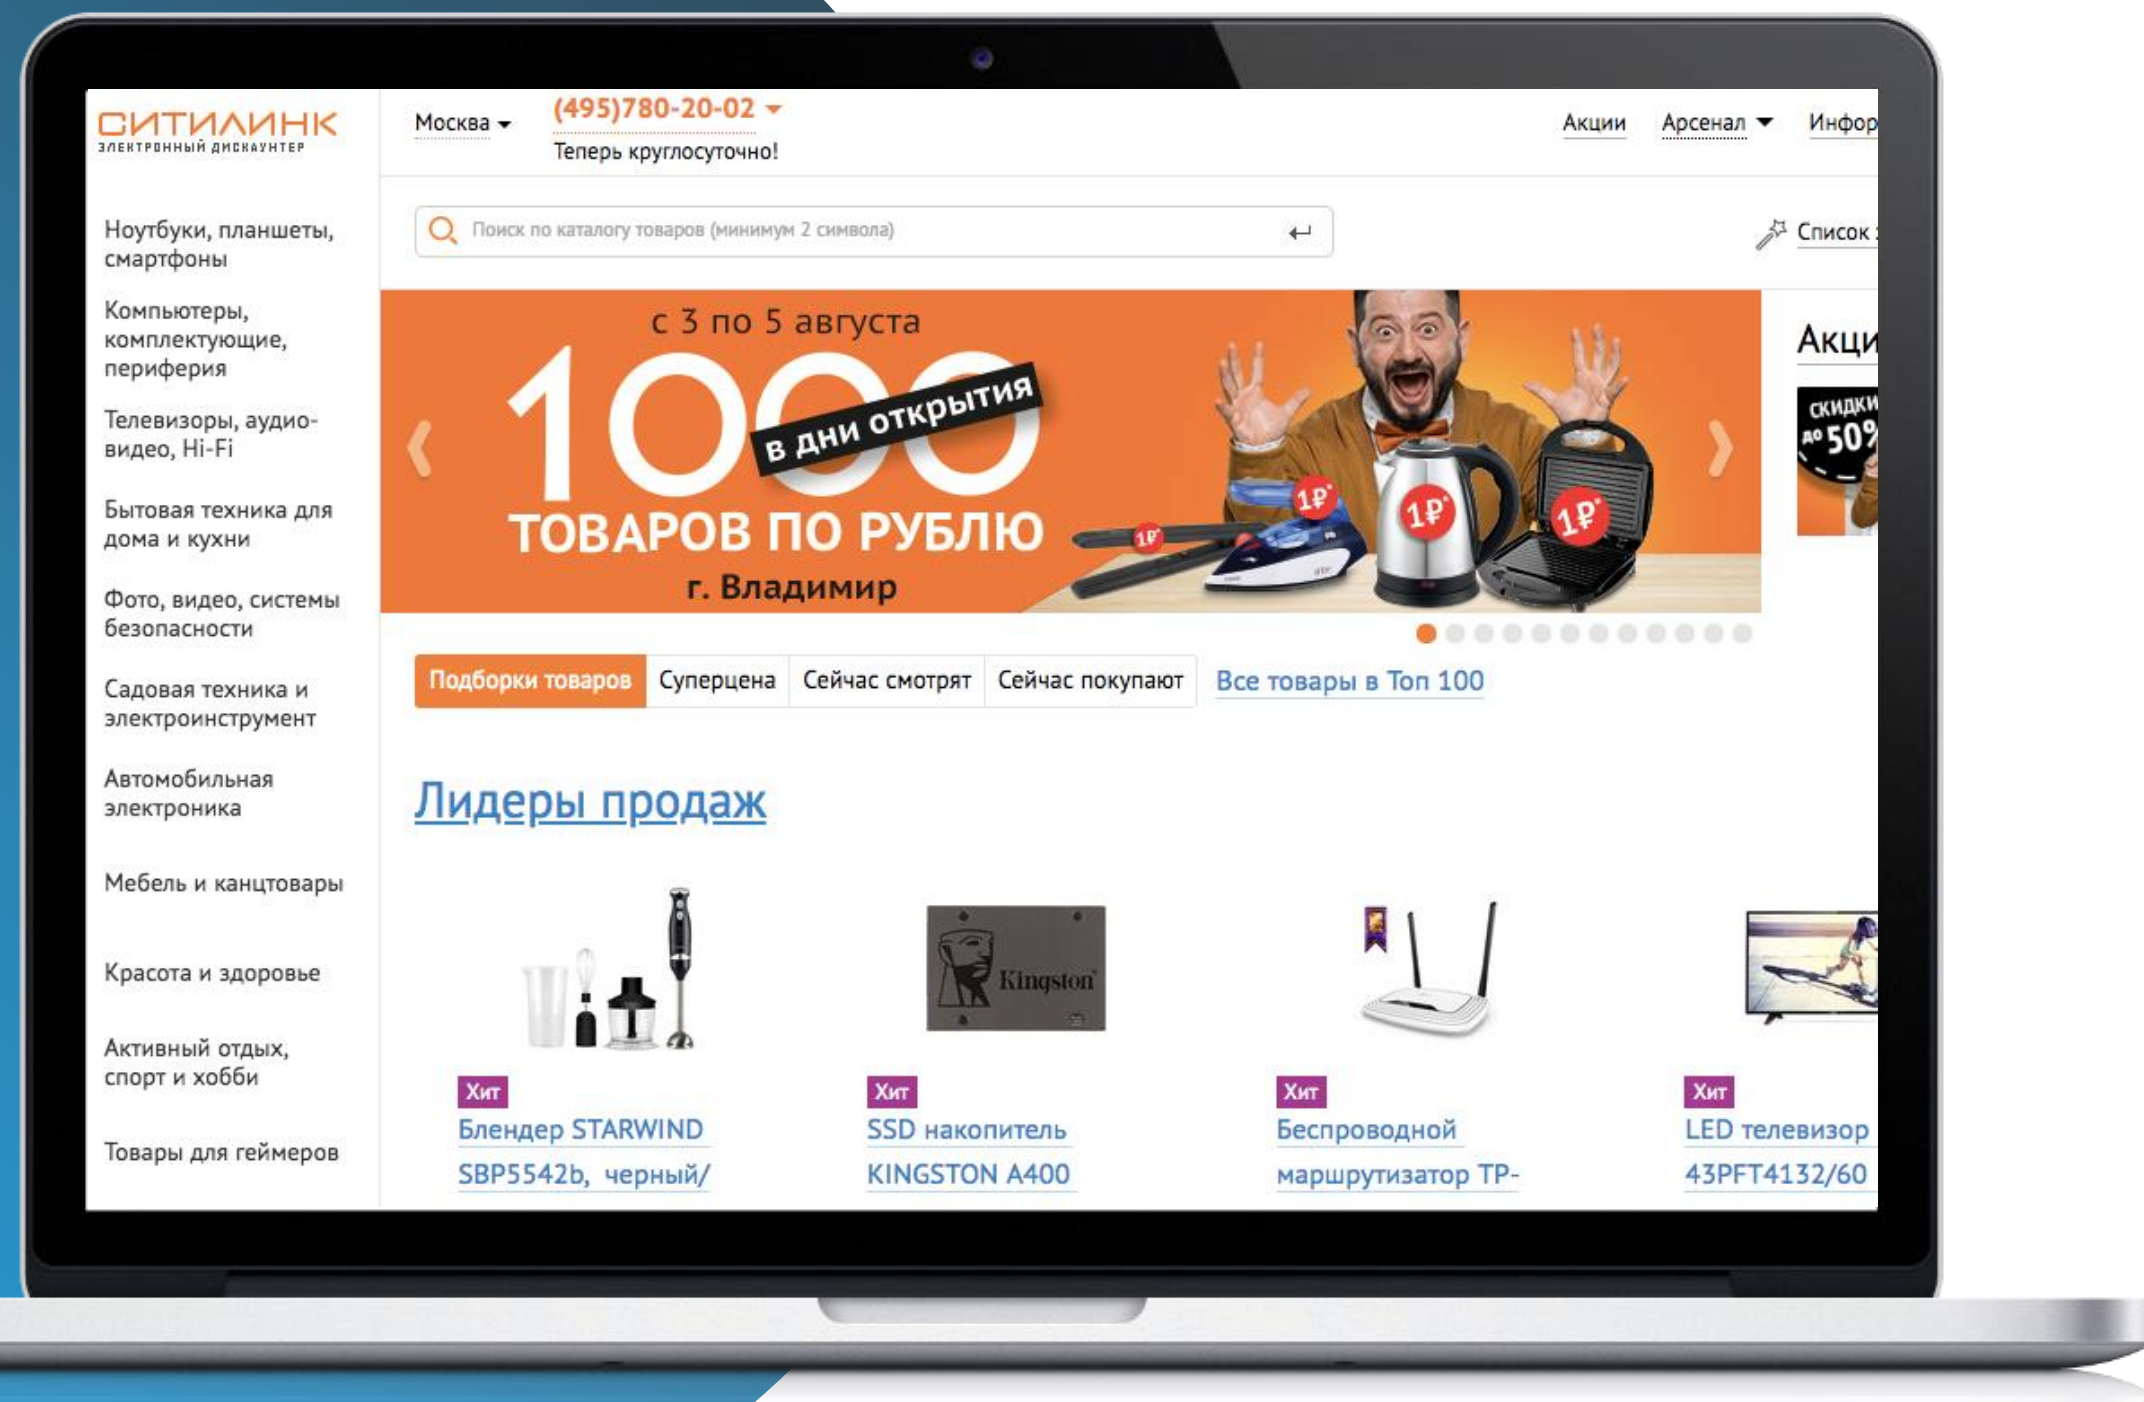 СИТИЛИНК
ЭЛЕКТРОННЫЙ ДИСКАУНТЕР
Москва
(495)780-20-02
Теперь круглосуточно!
Акции
Арсенал
Инфор
Поиск по каталогу товаров (минимум 2 символа)
Список
Ноутбуки, планшеты,
смартфоны
Компьютеры,
комплектующие,
периферия
Телевизоры, аудио-
видео, Hi-Fi
Бытовая техника для
дома и кухни
Фото, видео, системы
безопасности
Садовая техника и
электроинструмент
Автомобильная
электроника
Мебель и канцтовары
Красота и здоровье
Активный отдых,
спорт и хобби
Товары для геймеров
с 3 по 5 августа
1000
в дни открытия
ТОВАРОВ ПО РУБЛЮ
г. Владимир
1₽*
1₽*
1₽*
1₽*
Акци
СКИДКИ
до 50%
Подборки товаров
Суперцена
Сейчас смотрят
Сейчас покупают
Все товары в Топ 100
Лидеры продаж
Kingston
Хит
Блендер STARWIND
SBP5542b, черный/
Хит
SSD накопитель
KINGSTON A400
Хит
Беспроводной
маршрутизатор TP-
Хит
LED телевизор
43PFT4132/60